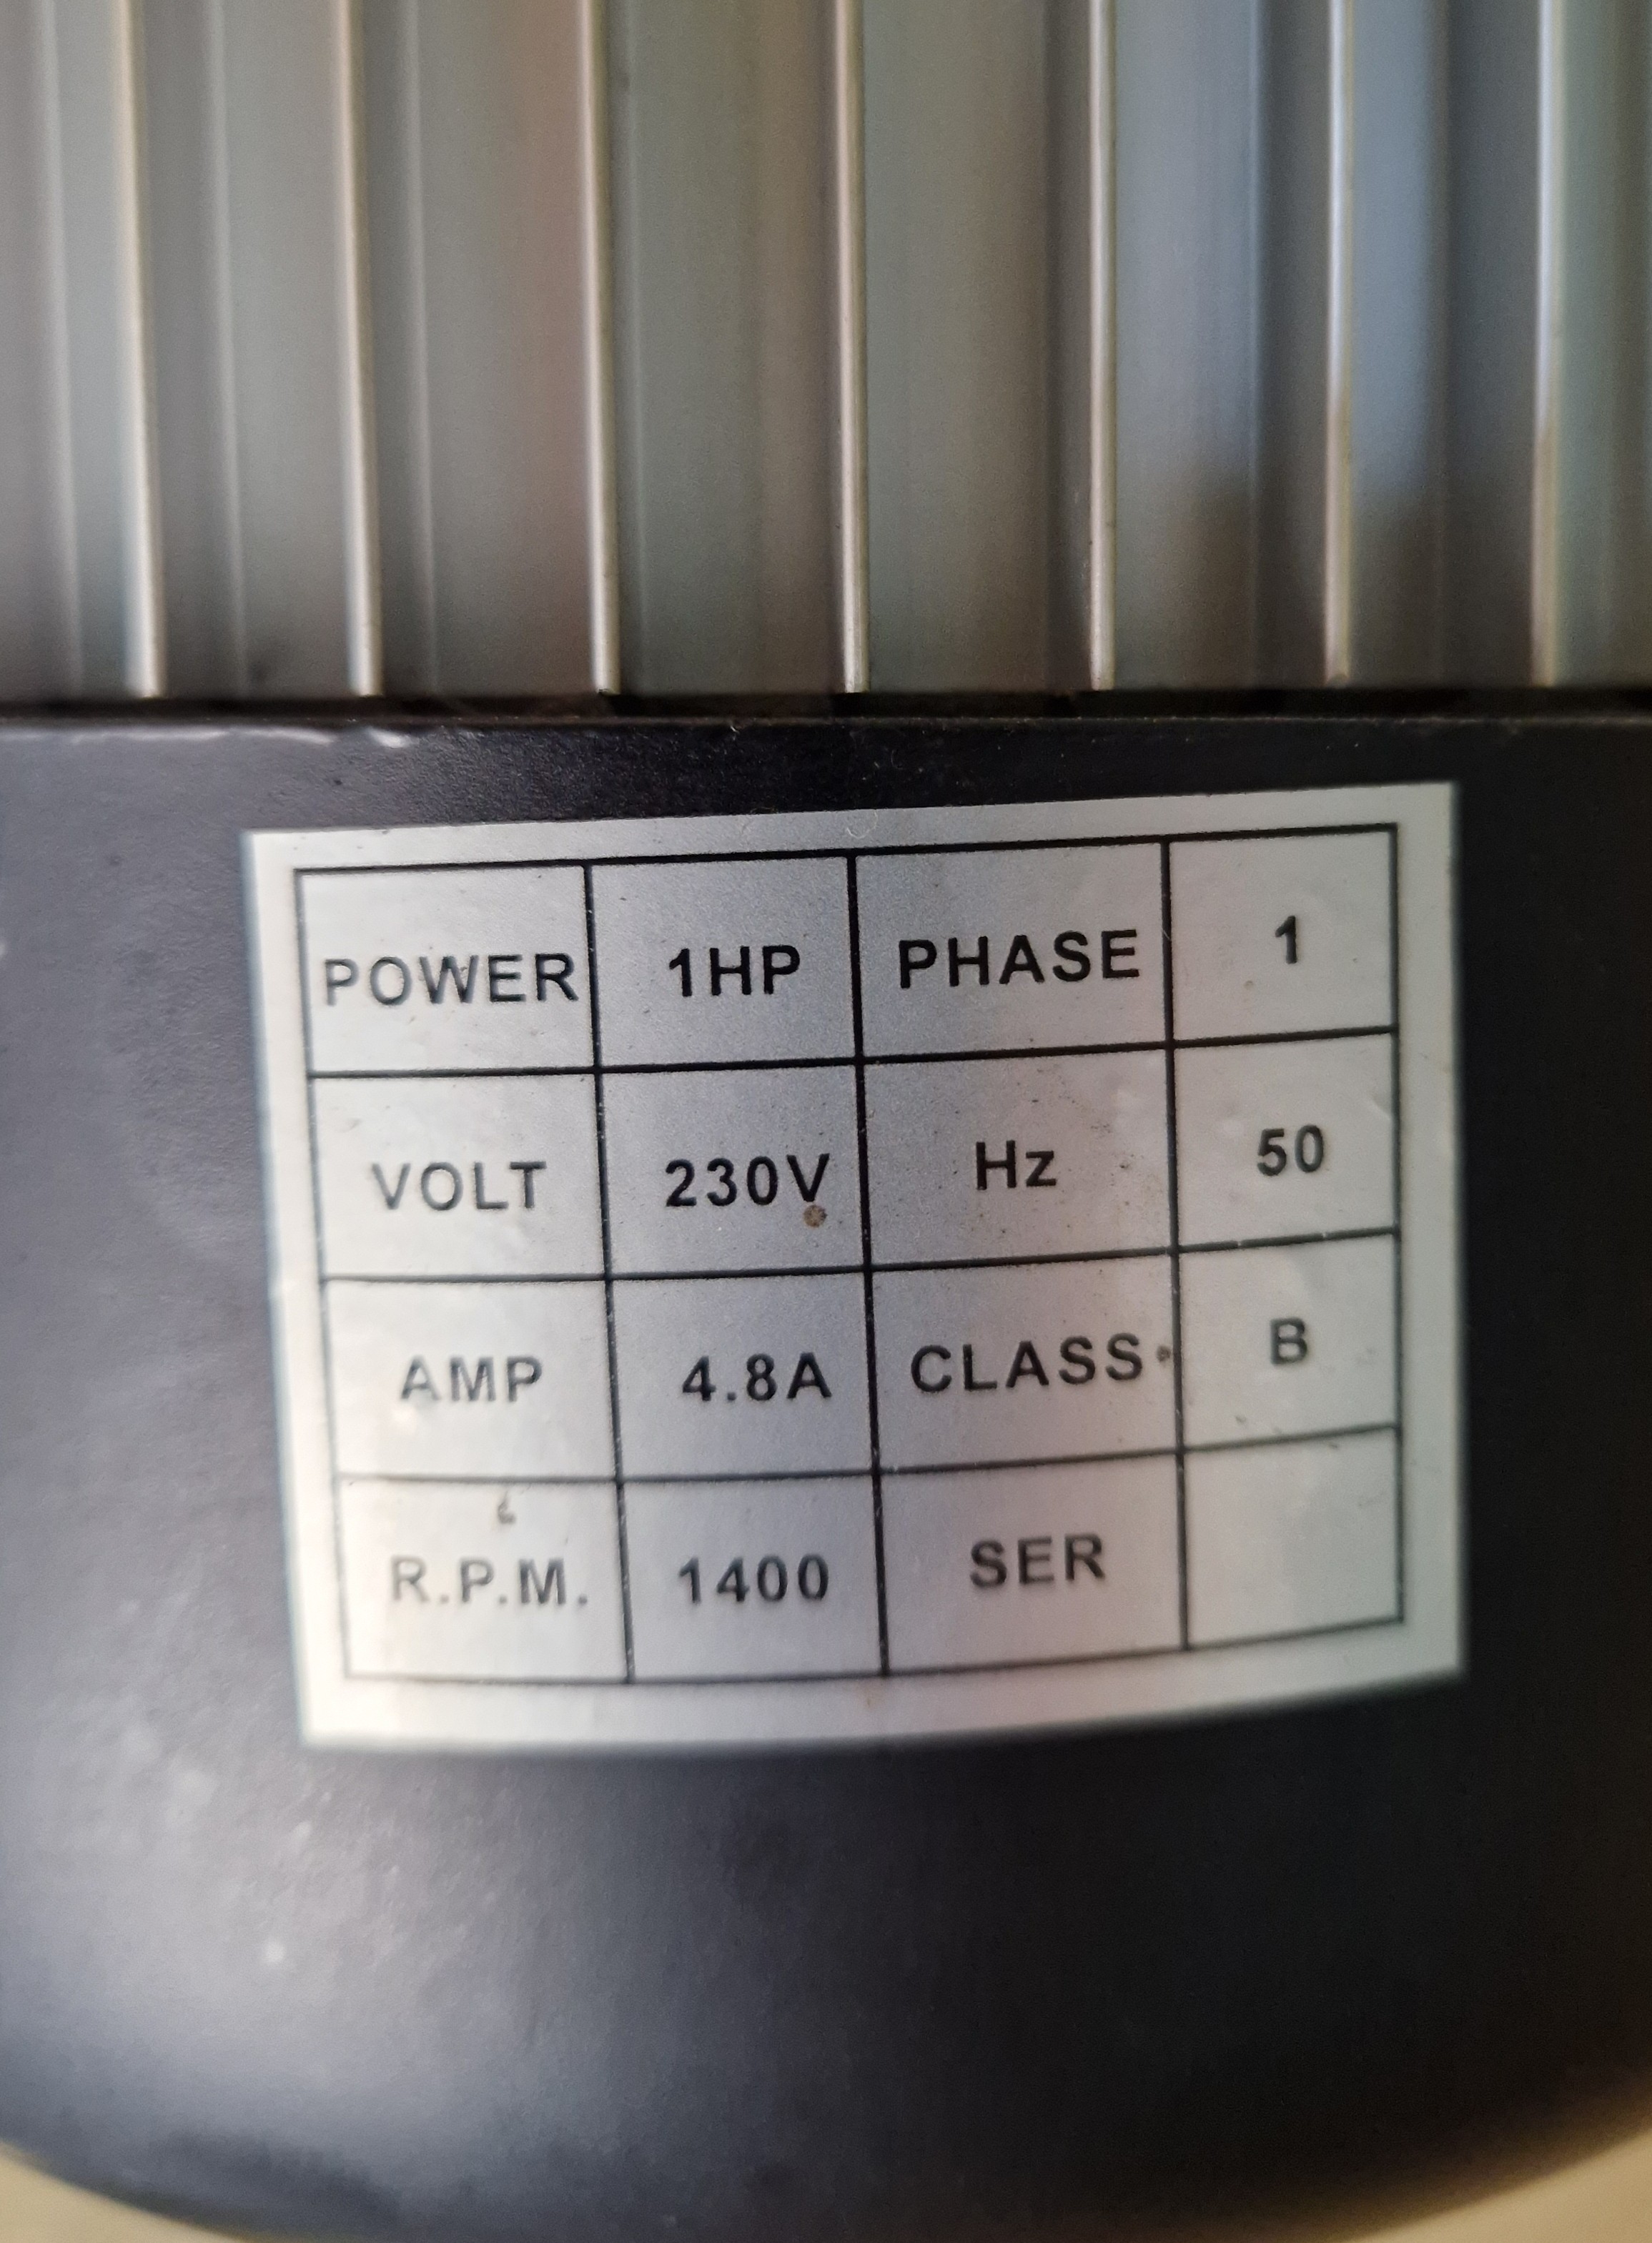 POWER 1HP PHASE 1
VOLT 230V Hz 50
AMP 4.8A CLASS B
R.P.M. 1400 SER